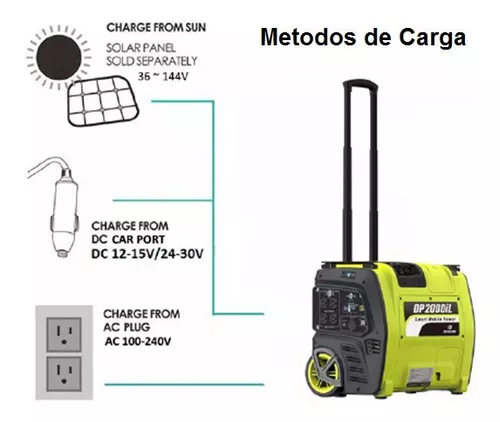 Metodos de Carga
CHARGE FROM SUN
SOLAR PANEL
SOLD SEPARATELY
36 ~ 144V
CHARGE FROM
DC CAR PORT
DC 12-15V/24-30V
CHARGE FROM
AC PLUG
AC 100-240V
DP2000iL
Smart Mobile Power